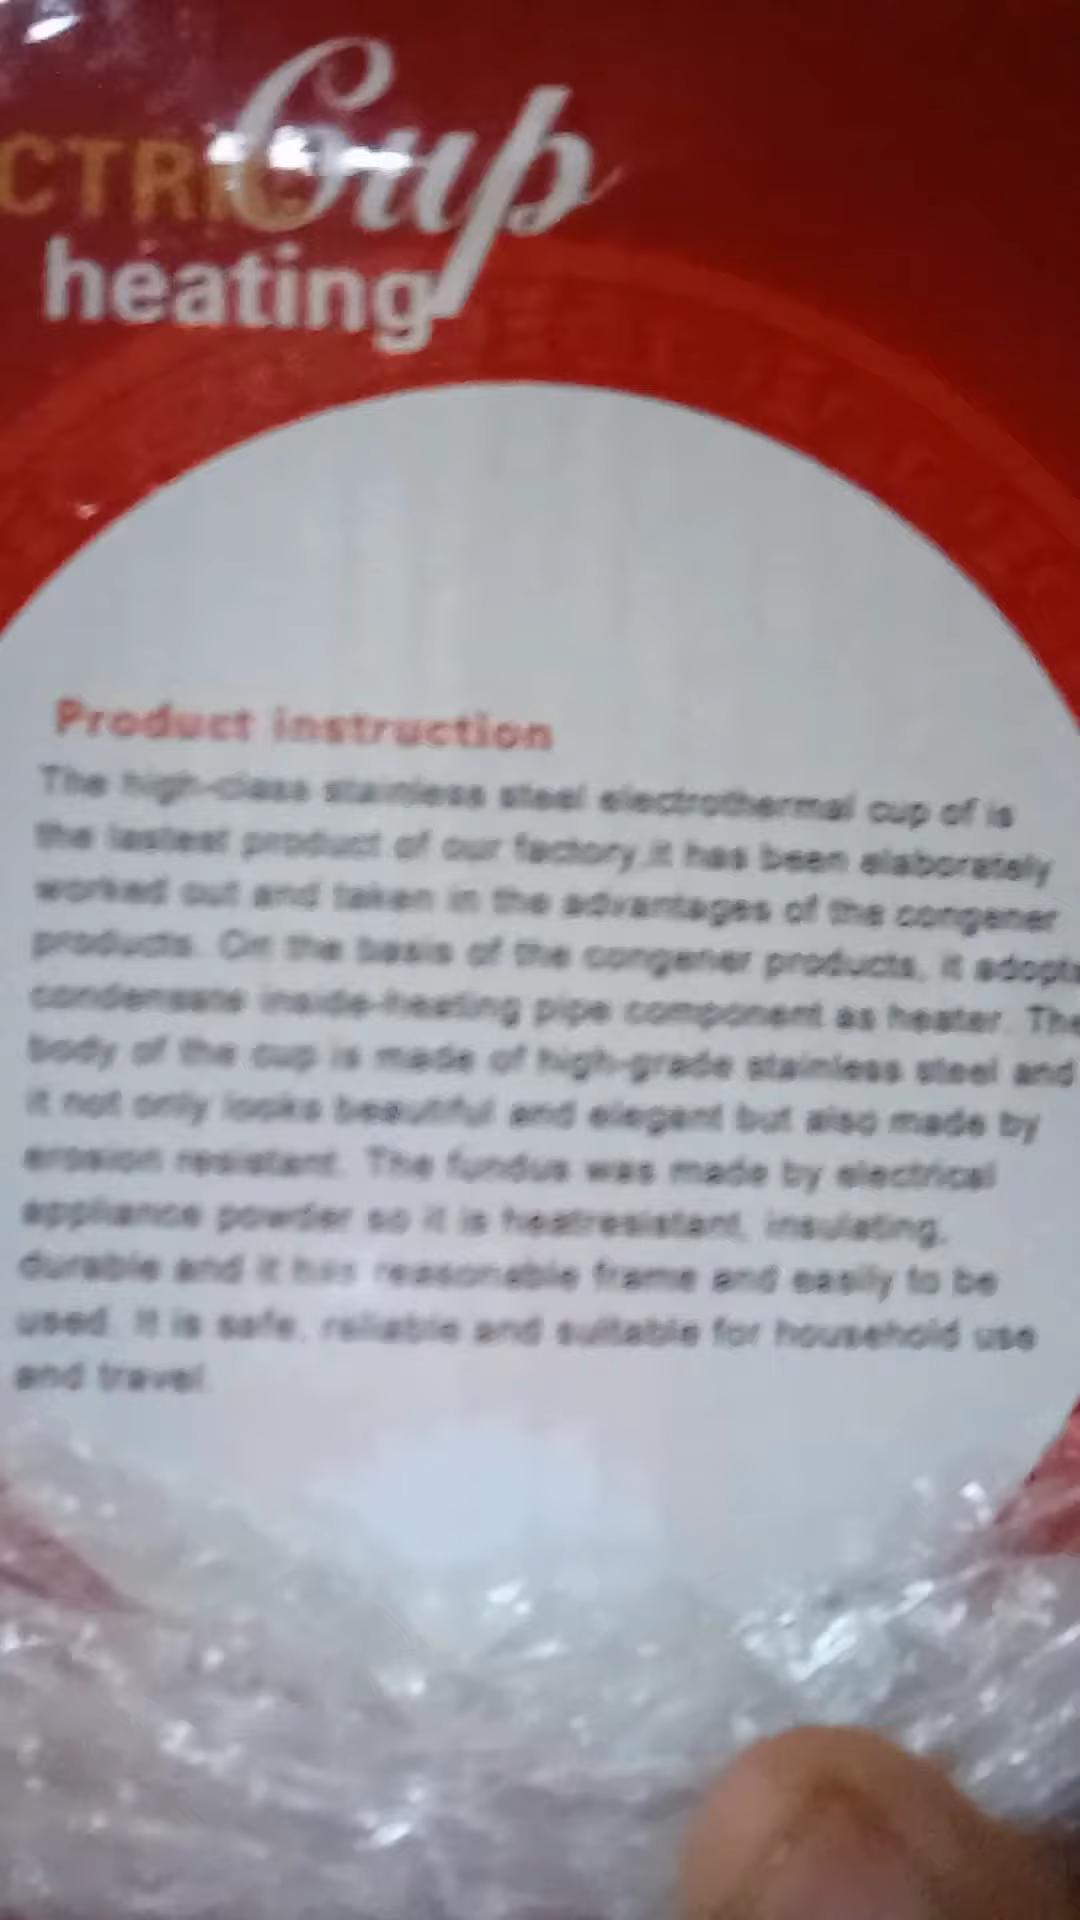 CTRIC Cup
heating
Product instruction
The high-class stainless steel electrothermal cup of is
the lastest product of our factory,it has been elaborately
worked out and taken in the advantages of the congener
products. On the basis of the congener products, it adopts
condensate inside-heating pipe component as heater. The
body of the cup is made of high-grade stainless steel and
it not only looks beautiful and elegant but also made by
erosion resistant. The fundus was made by electrical
appliance powder so it is heatresistant, insulating,
durable and it has reasonable frame and easily to be
used. It is safe, reliable and suitable for household use
and travel.